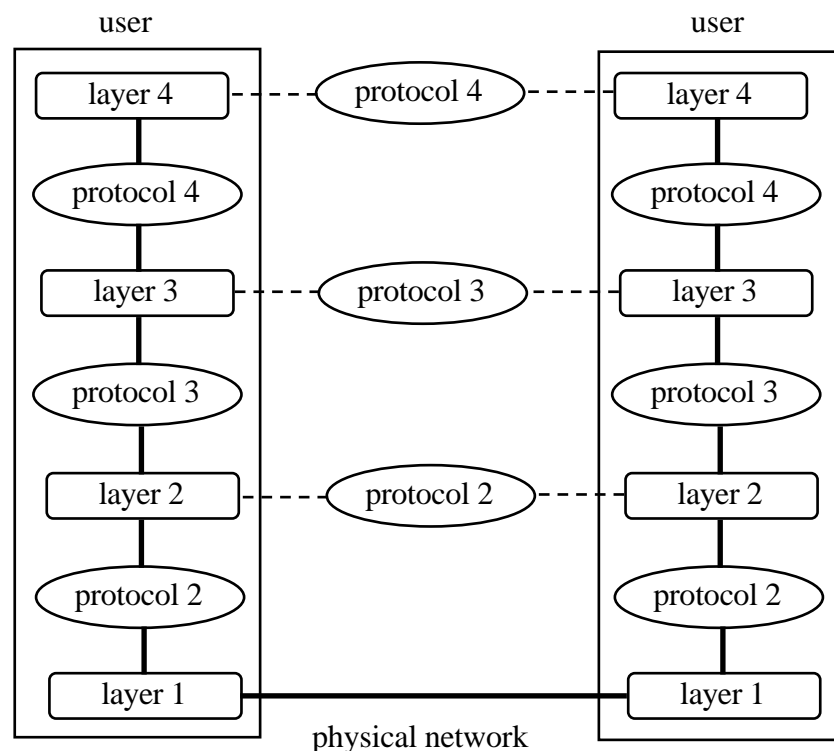 user
user
layer 4
protocol 4
layer 4
protocol 4
protocol 4
layer 3
protocol 3
layer 3
protocol 3
protocol 3
layer 2
protocol 2
layer 2
protocol 2
protocol 2
layer 1
layer 1
physical network